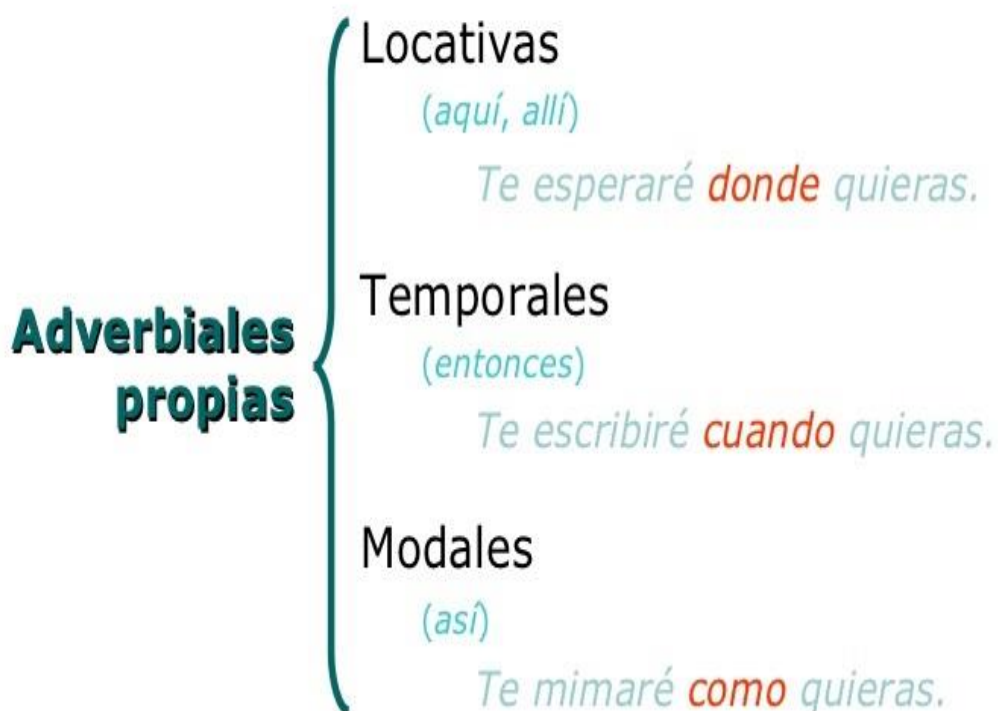 Adverbiales
propias
Locativas
(aquí, allí)
Te esperaré donde quieras.
Temporales
(entonces)
Te escribiré cuando quieras.
Modales
(así)
Te mimaré como quieras.